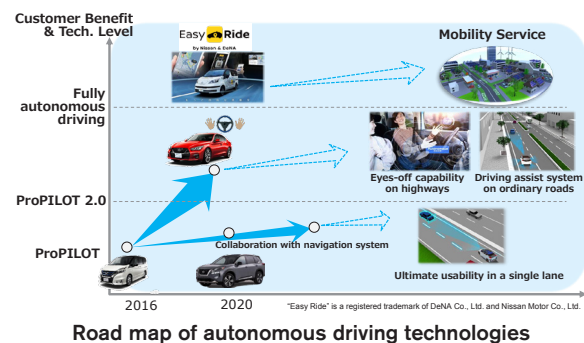 Customer Benefit
& Tech. Level
Easy Ride
by Nissan & DeNA
Mobility Service
Fully
autonomous
driving
Eyes-off capability
on highways
Driving assist system
on ordinary roads
ProPILOT 2.0
Collaboration with navigation system
ProPILOT
Ultimate usability in a single lane
2016
2020
"Easy Ride" is a registered trademark of DeNA Co., Ltd. and Nissan Motor Co., Ltd.
Road map of autonomous driving technologies